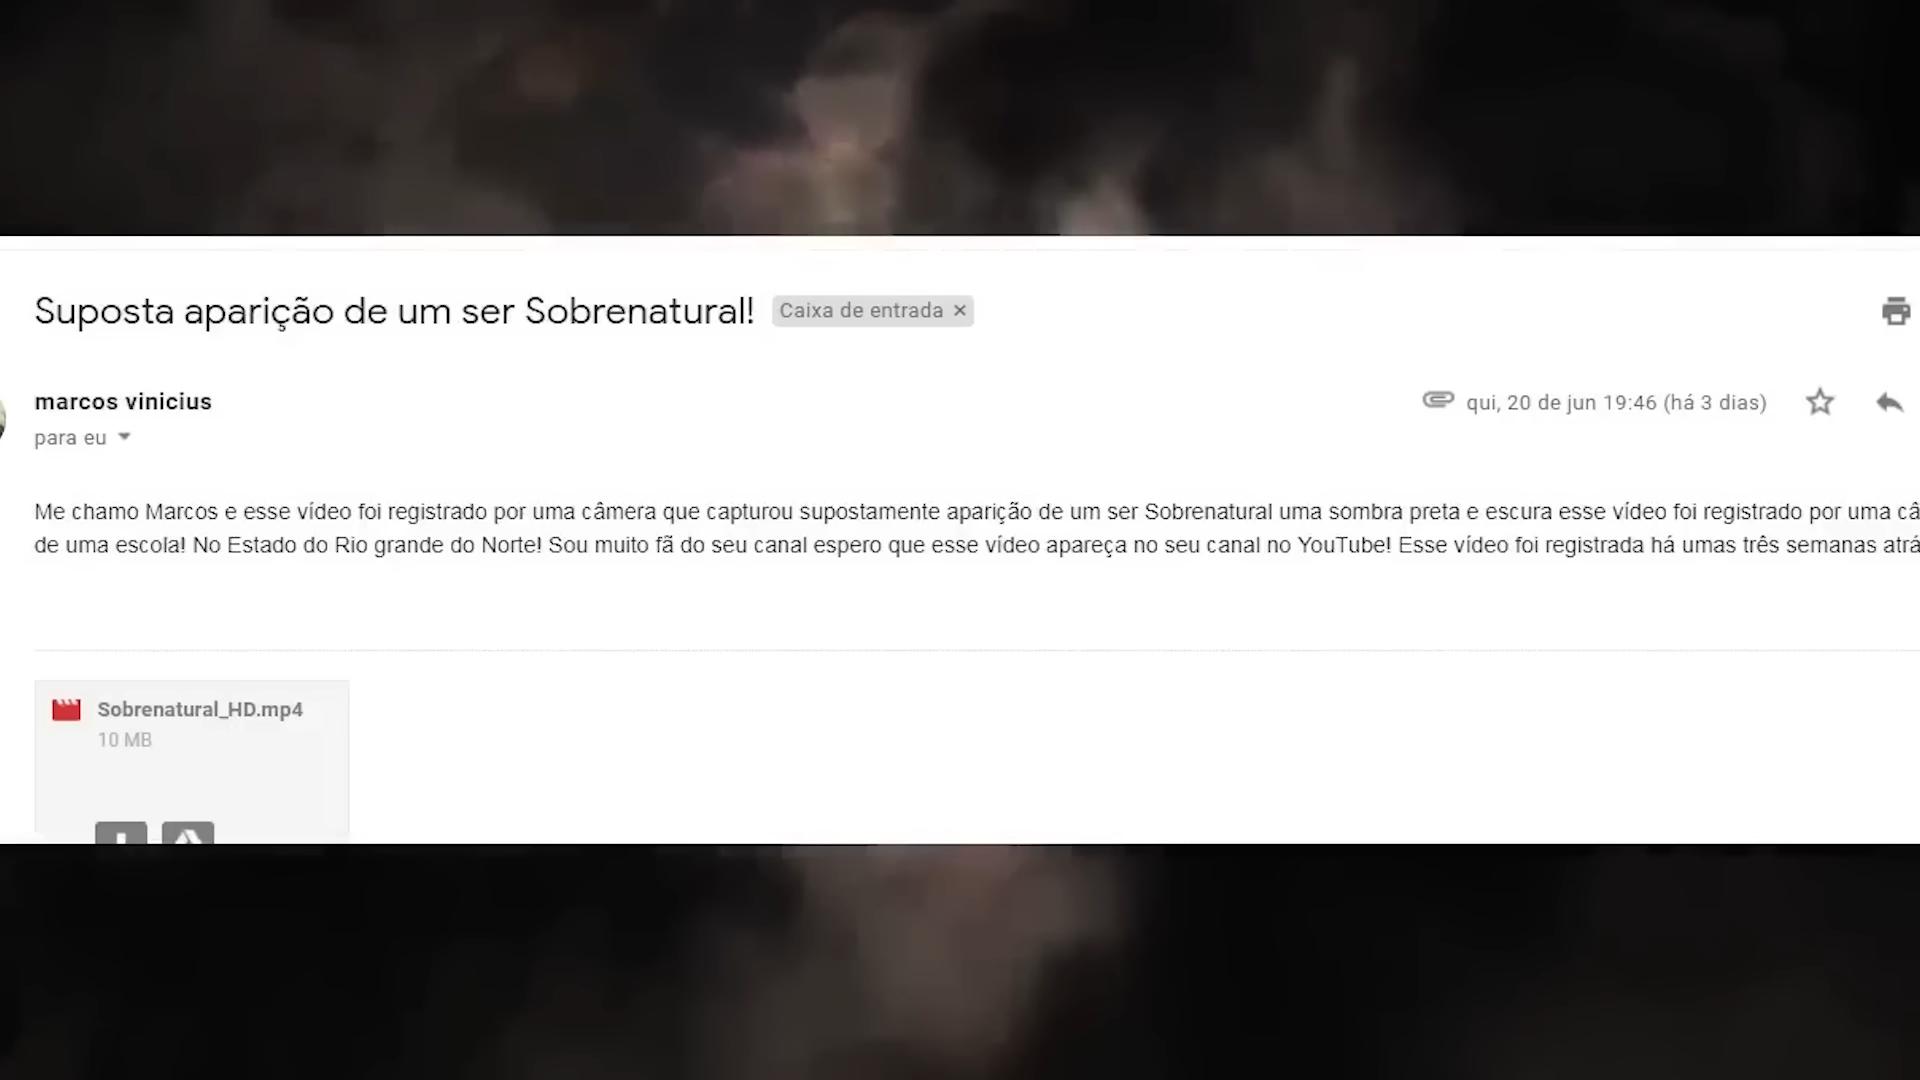 Suposta aparição de um ser Sobrenatural! Caixa de entrada ×
marcos vinicius
qui, 20 de jun 19:46 (há 3 dias)
para eu
Me chamo Marcos e esse vídeo foi registrado por uma câmera que capturou supostamente aparição de um ser Sobrenatural uma sombra preta e escura esse vídeo foi registrado por uma
de uma escola! No Estado do Rio grande do Norte! Sou muito fã do seu canal espero que esse vídeo apareça no seu canal no YouTube! Esse vídeo foi registrada há umas três semanas
Sobrenatural_HD.mp4
10 MB